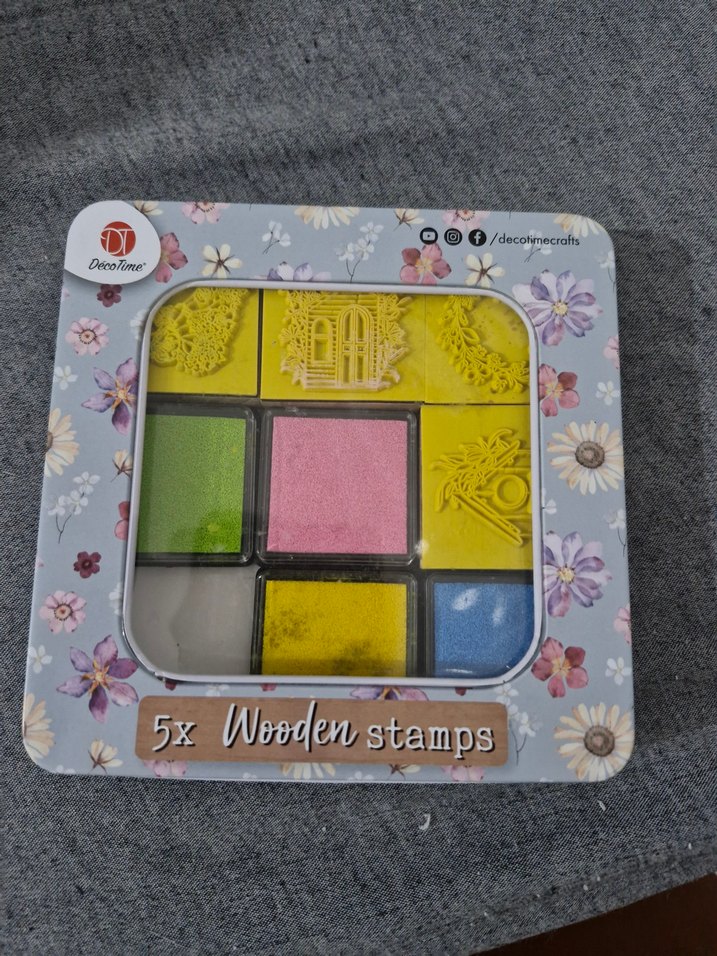 DT
DécoTime®
/decotimecrafts
5x Wooden stamps